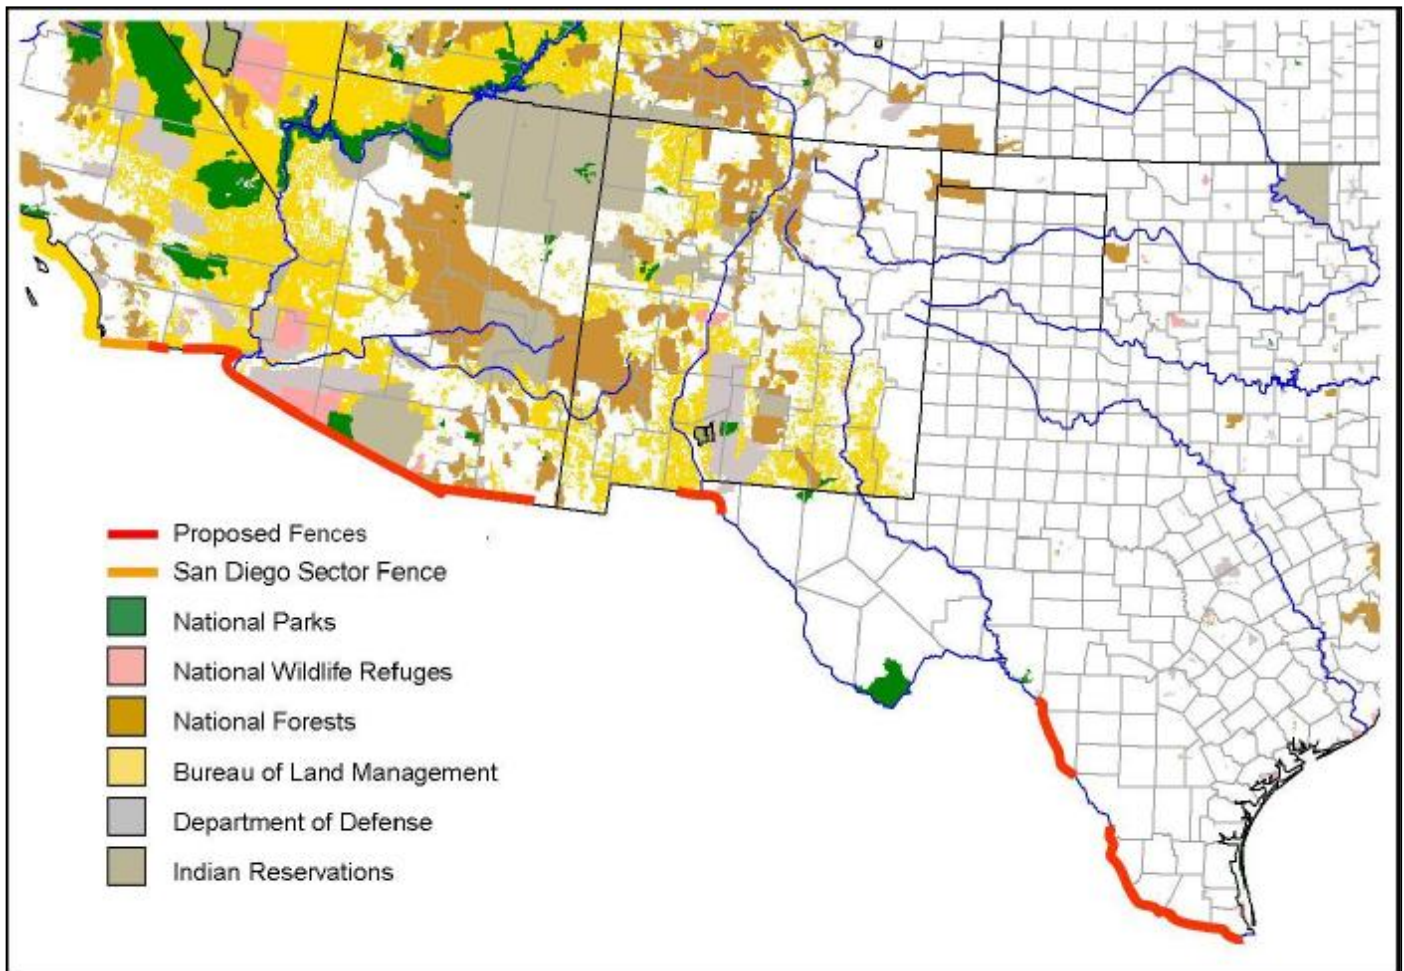 Proposed Fences
San Diego Sector Fence
National Parks
National Wildlife Refuges
National Forests
Bureau of Land Management
Department of Defense
Indian Reservations